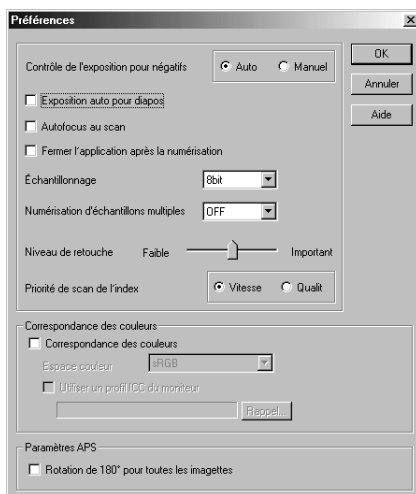 Préférences
Contrôle de l'exposition pour négatifs Auto Manuel
OK
Annuler
Aide
Exposition auto pour diapos
Autofocus au scan
Fermer l'application après la numérisation
Échantillonnage 8bit
Numérisation d'échantillons multiples OFF
Niveau de retouche Faible Important
Priorité de scan de l'index Vitesse Qualit
Correspondance des couleurs
Correspondance des couleurs
Espace couleur sRGB
Utiliser un profil ICC du moniteur
Rappel...
Paramètres APS
Rotation de 180° pour toutes les imagettes